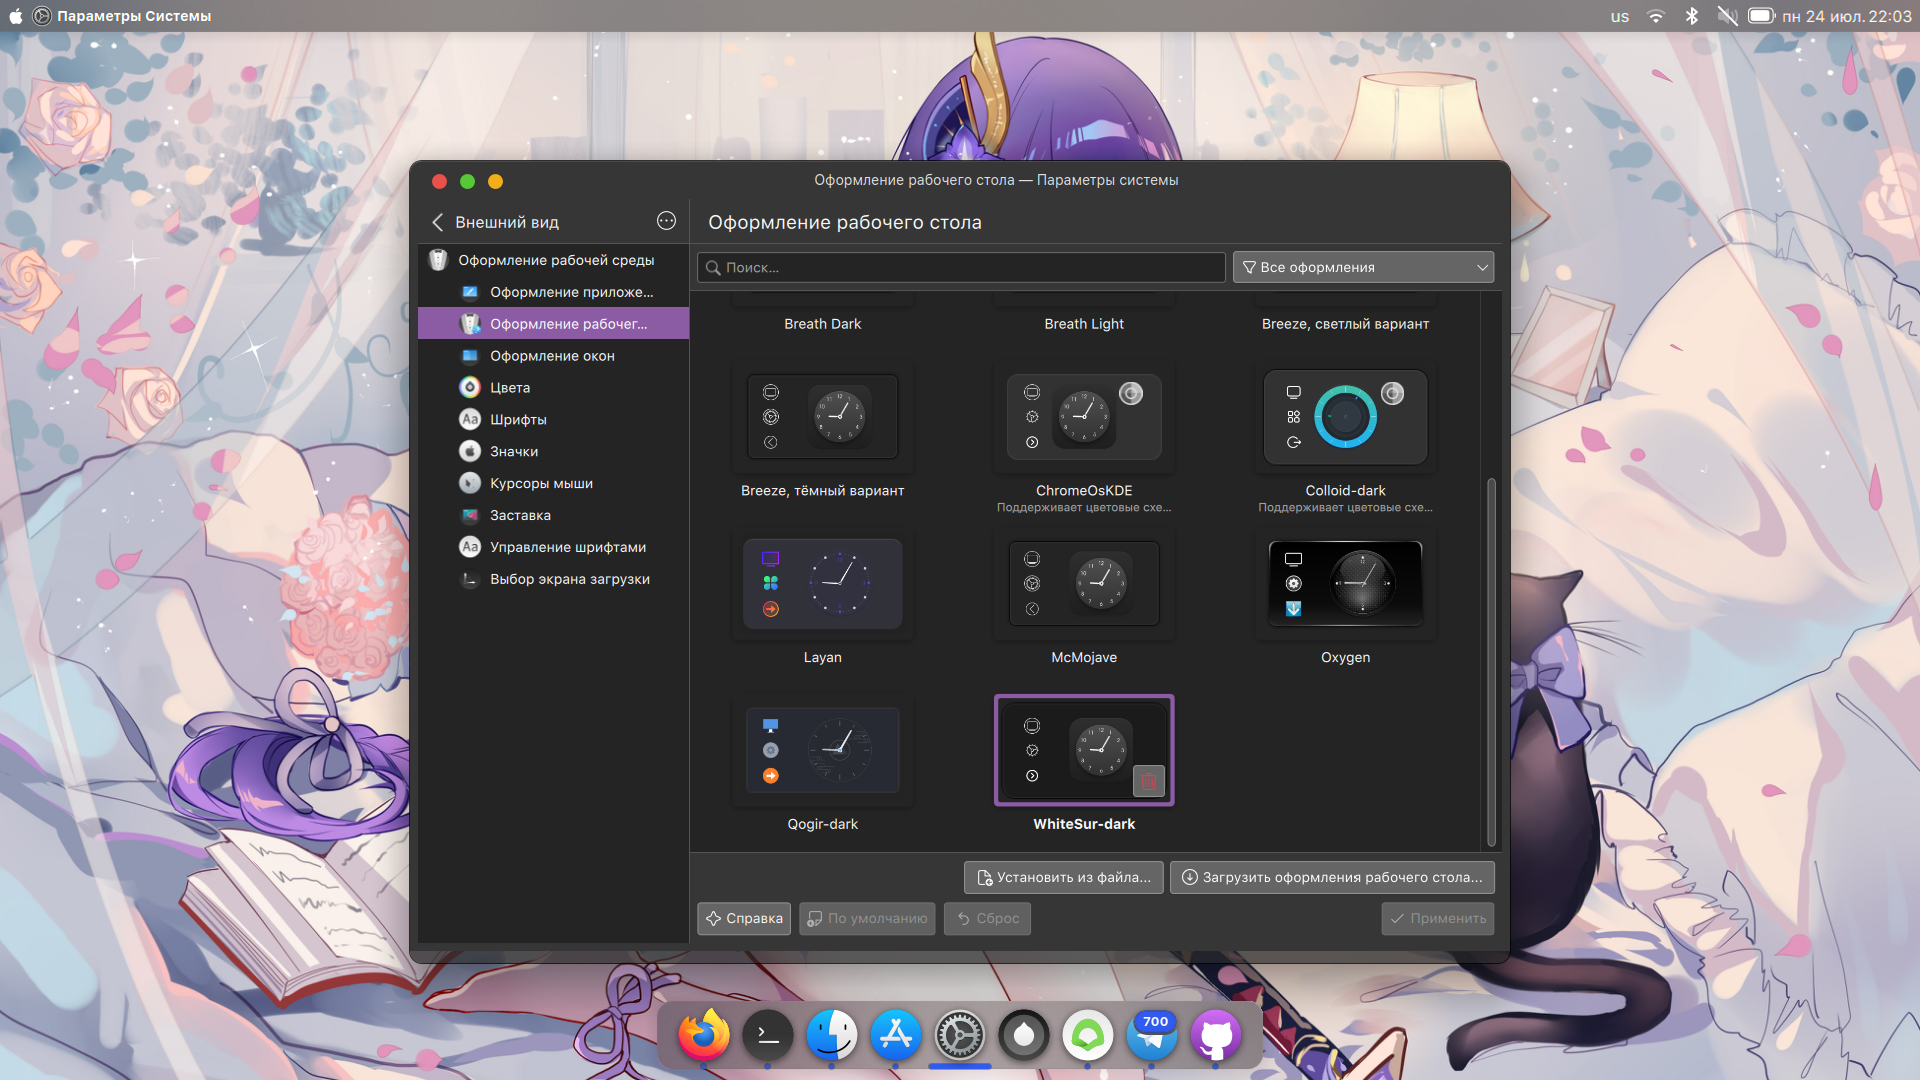 Параметры Системы
us
пн 24 июл. 22:03
Оформление рабочего стола — Параметры системы
Внешний вид
Оформление рабочей среды
Оформление приложе...
Оформление рабочег...
Оформление окон
Цвета
Aa Шрифты
Значки
Курсоры мыши
Заставка
Aa Управление шрифтами
Выбор экрана загрузки
Оформление рабочего стола
Поиск...
Все оформления
Breath Dark
Breath Light
Breeze, светлый вариант
Breeze, тёмный вариант
ChromeOsKDE
Поддерживает цветовые схе...
Colloid-dark
Поддерживает цветовые схе...
Layan
McMojave
Oxygen
Qogir-dark
WhiteSur-dark
Установить из файла...
Загрузить оформления рабочего стола...
Справка
По умолчанию
Сброс
Применить
700